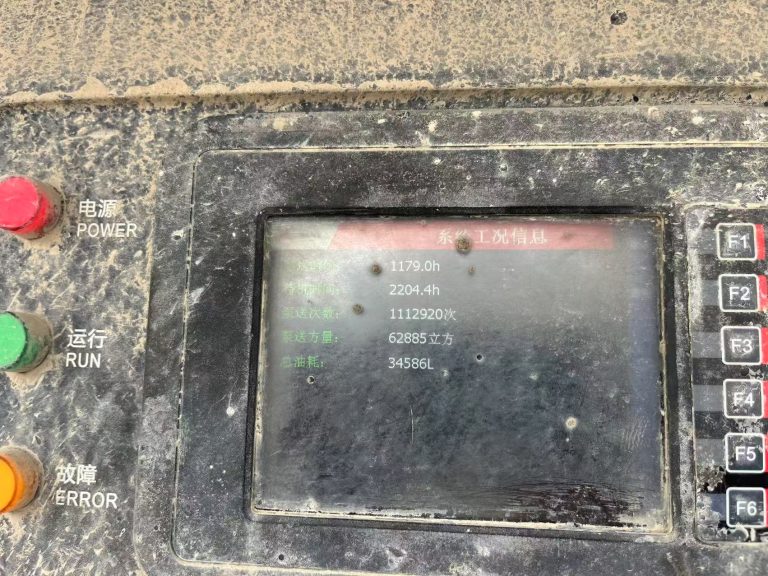 系统工况信息
1179.0h
2204.4h
泵送次数: 1112920次
泵送方量: 62885立方
总油耗: 34586L
电源
POWER
运行
RUN
故障
ERROR
F1
F2
F3
F4
F5
F6